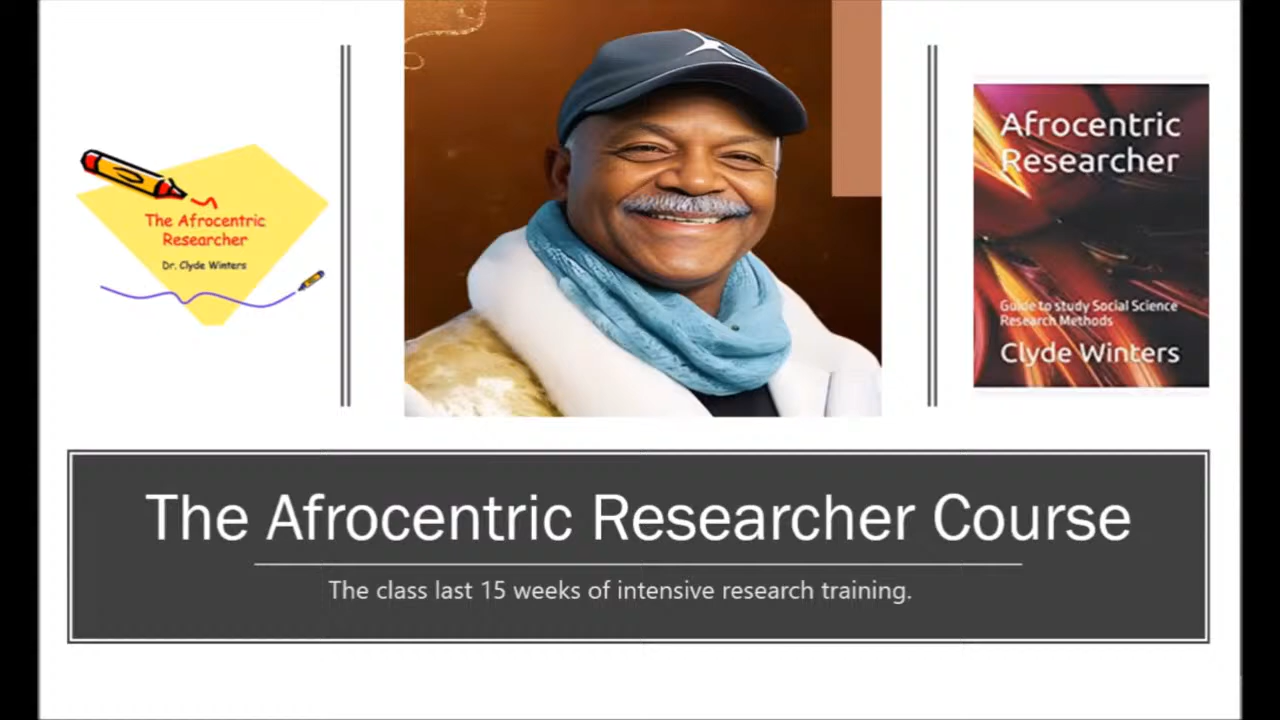 The Afrocentric
Researcher
Dr. Clyde Winters
Afrocentric
Researcher
Guide to study Social Science
Research Methods
Clyde Winters
The Afrocentric Researcher Course
The class last 15 weeks of intensive research training.